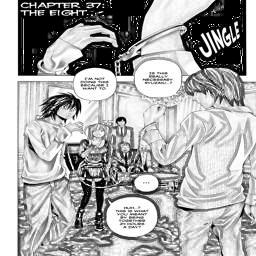 CHAPTER 37:
THE EIGHT...
JINGLE
IS THIS
REALLY
NECESSARY
RYUZAKI..?
I'M NOT
DOING THIS
BECAUSE I
WANT TO.
...
HUH..?
THIS IS WHAT
YOU MEANT
BY BEING
TOGETHER
24 HOURS
A DAY?